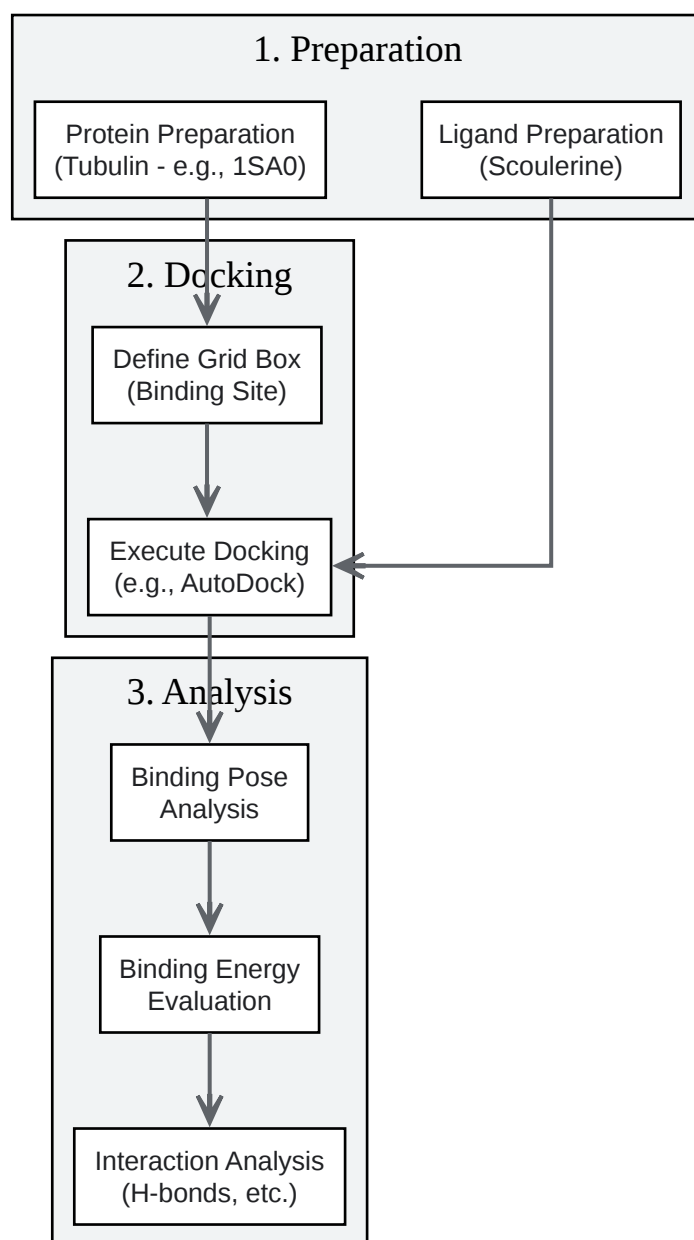 1. Preparation
Protein Preparation
(Tubulin - e.g., 1SA0)
Ligand Preparation
(Scoulerine)
2. Docking
Define Grid Box
(Binding Site)
Execute Docking
(e.g., AutoDock)
3. Analysis
Binding Pose
Analysis
Binding Energy
Evaluation
Interaction Analysis
(H-bonds, etc.)